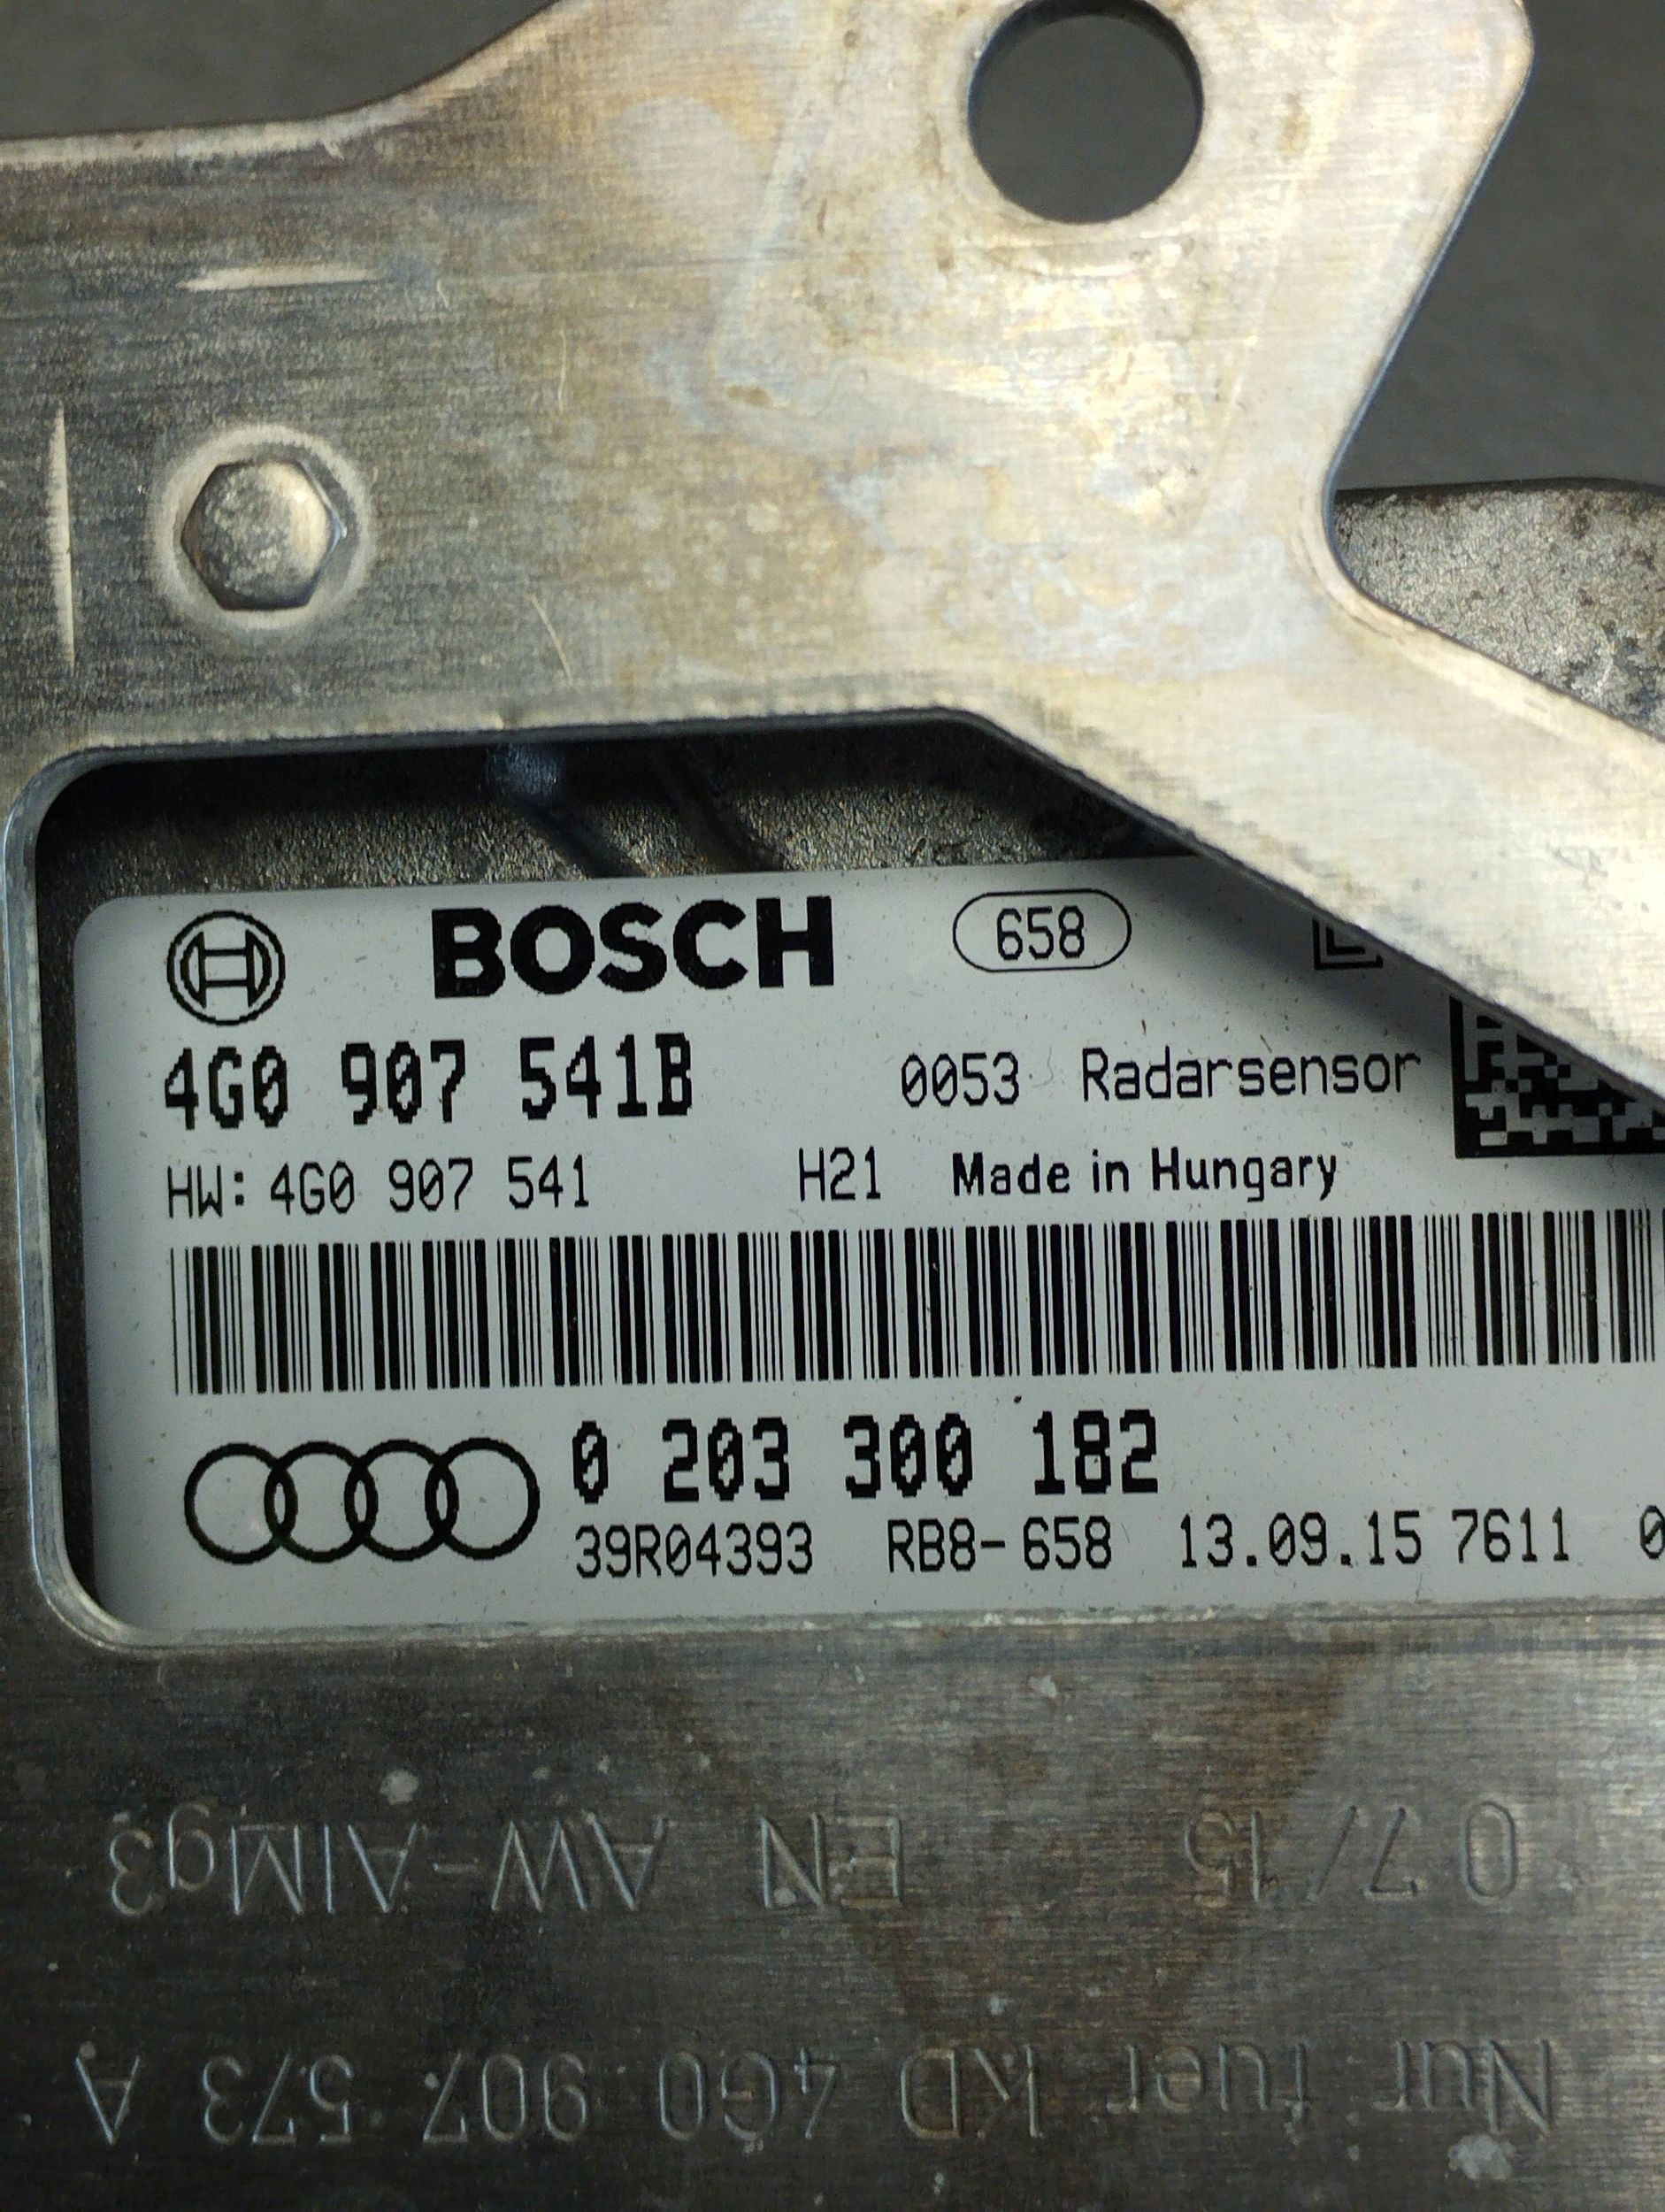 BOSCH 658
4G0 907 541B 0053 Radarsensor
HW: 4G0 907 541 H21 Made in Hungary
0 203 300 182
39R04393 RB8-658 13.09.15 7611 0
Nur fuer KD 4G0 907 573 A
07/15 EN AW-AlMg3